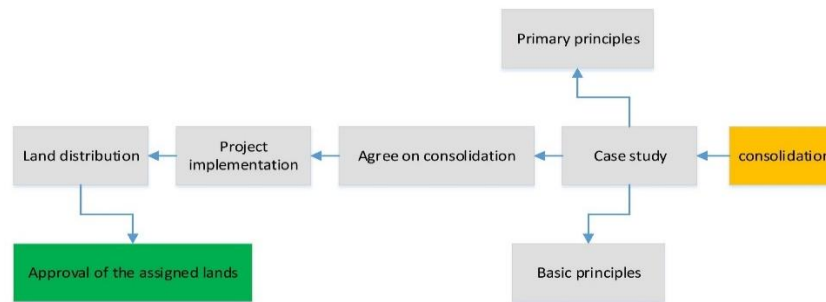 Primary principles
Land distribution
Project
implementation
Agree on consolidation
Case study
consolidation
Approval of the assigned lands
Basic principles